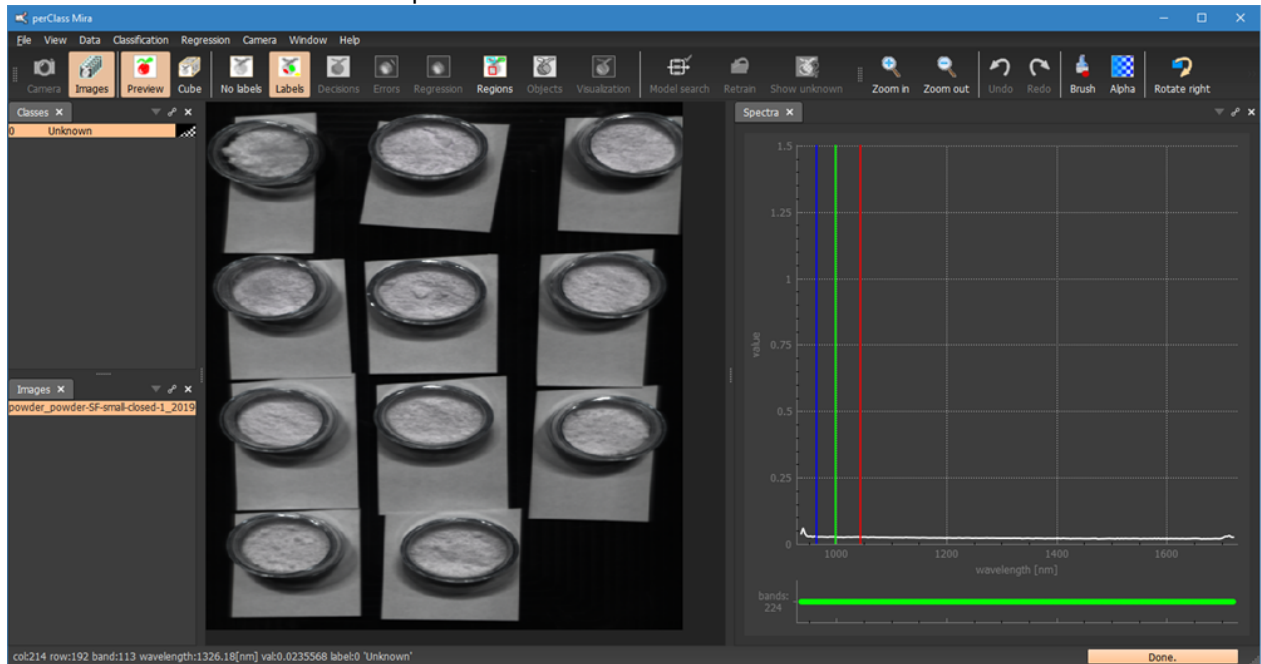 perClass Mira
File View Data Classification Regression Camera Window Help
Camera Images Preview Cube No labels Labels Decisions Errors Regression Regions Objects Visualization Model search Retrain Show unknown Zoom in Zoom out Undo Redo Brush Alpha Rotate right
Classes
0 Unknown
Images
powder_powder-SF-small-closed-1_2019
Spectra
1.5
1.25
1
0.75
0.5
0.25
0
value
1000 1200 1400 1600
wavelength [nm]
bands:
224
col:214 row:192 band:113 wavelength:1326.18[nm] val:0.0235568 label:0 'Unknown'
Done.